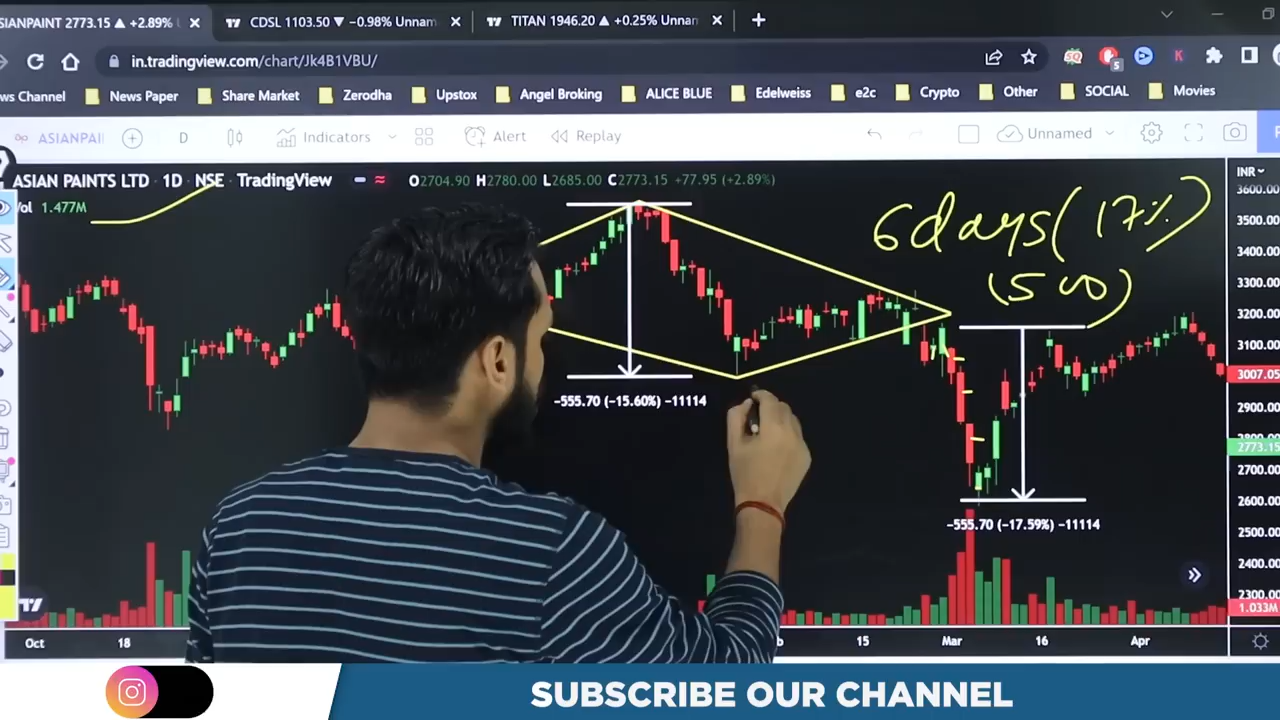 SIANPAINT 2773.15 ▲ +2.89%
CDSL 1103.50 ▼ −0.98% Unnam
TITAN 1946.20 ▲ +0.25% Unnam
in.tradingview.com/chart/Jk4B1VBU/
ws Channel
News Paper
Share Market
Zerodha
Upstox
Angel Broking
ALICE BLUE
Edelweiss
e2c
Crypto
Other
SOCIAL
Movies
ASIANPAI
D
Indicators
Alert
Replay
Unnamed
ASIAN PAINTS LTD · 1D · NSE · TradingView
O2704.90 H2780.00 L2685.00 C2773.15 +77.95 (+2.89%)
Vol 1.477M
INR
3600.00
3500.00
3400.00
3300.00
3200.00
3100.00
3007.05
2900.00
2800.00
2773.15
2700.00
2600.00
2500.00
2400.00
2300.00
1.033M
6days (17%)
(500)
−555.70 (−15.60%) −11114
−555.70 (−17.59%) −11114
Oct
18
15
Mar
16
Apr
SUBSCRIBE OUR CHANNEL